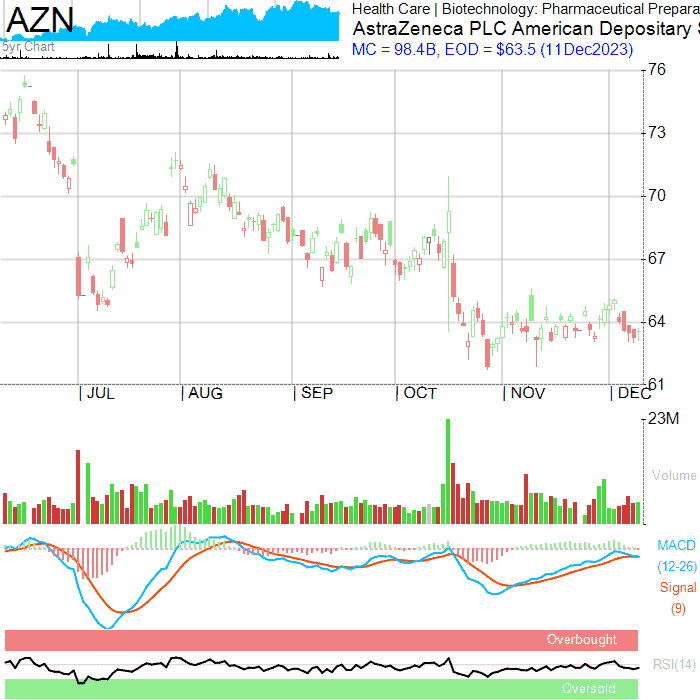 AZN
5yr Chart
Health Care | Biotechnology: Pharmaceutical Prepara
AstraZeneca PLC American Depositary S
MC = 98.4B, EOD = $63.5 (11Dec2023)
76
73
70
67
64
61
JUL
AUG
SEP
OCT
NOV
DEC
23M
Volume
MACD
(12-26)
Signal
(9)
Overbought
RSI(14)
Oversold